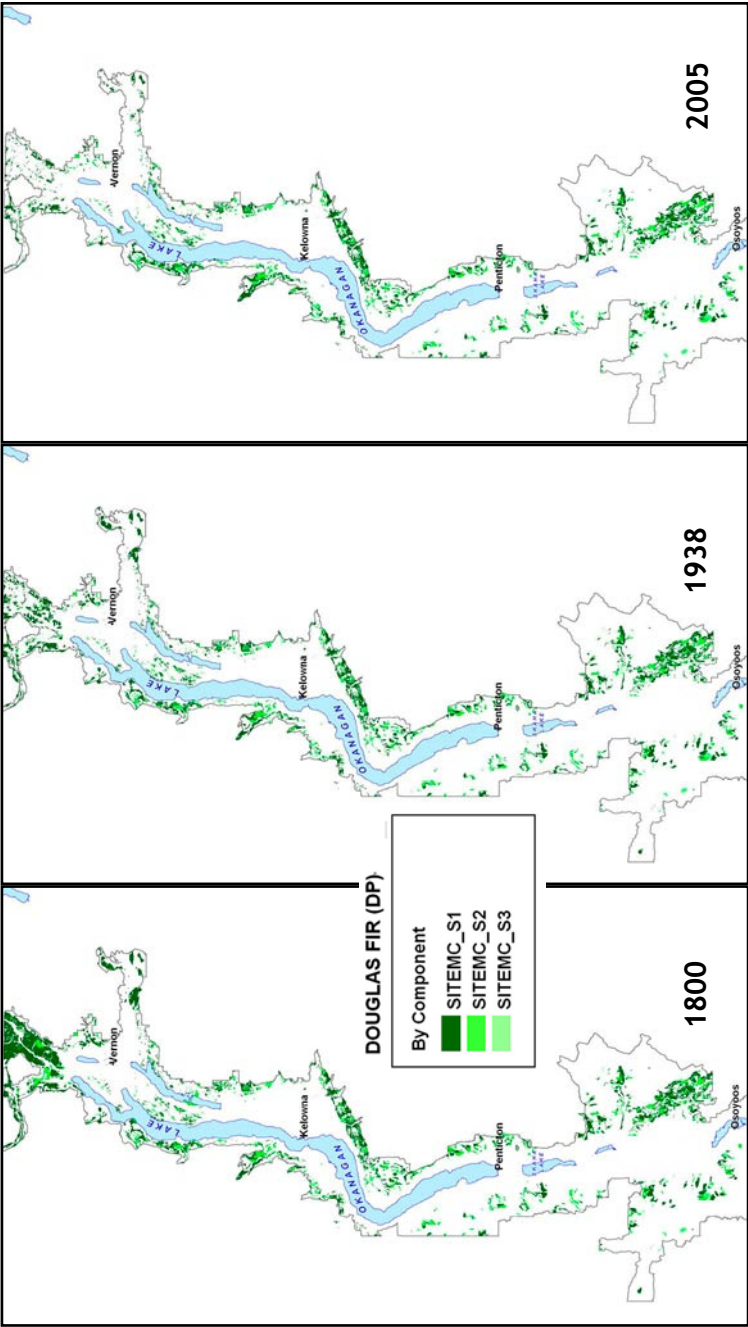 2005
Vernon
LAKE
Kelowna
OKANAGAN
Penticton
Osoyoos
1938
Vernon
LAKE
Kelowna
OKANAGAN
Penticton
Osoyoos
DOUGLAS FIR (DP)
By Component
SITEMC_S1
SITEMC_S2
SITEMC_S3
1800
Vernon
LAKE
Kelowna
OKANAGAN
Penticton
Osoyoos